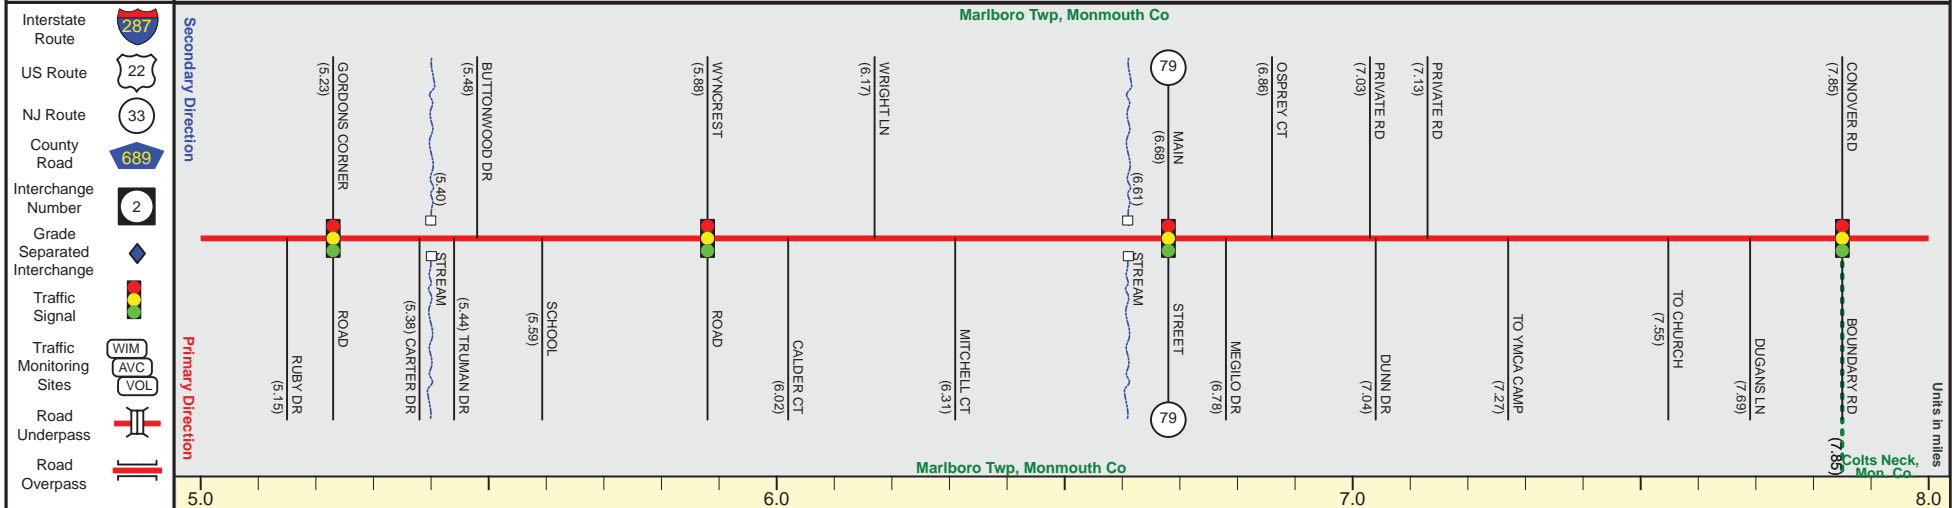 Interstate
Route
287
US Route
22
NJ Route
33
County
Road
689
Interchange
Number
2
Grade
Separated
Interchange
Traffic
Signal
Traffic
Monitoring
Sites
WIM
AVC
VOL
Road
Underpass
Road
Overpass
Secondary Direction
Primary Direction
Marlboro Twp, Monmouth Co
GORDONS CORNER
(5.23)
(5.40)
BUTTONWOOD DR
(5.48)
WYNCREST
(5.88)
WRIGHT LN
(6.17)
(6.61)
79
MAIN
(6.68)
OSPREY CT
(6.86)
PRIVATE RD
(7.03)
PRIVATE RD
(7.13)
CONOVER RD
(7.85)
RUBY DR
(5.15)
ROAD
(5.38) CARTER DR
STREAM
(5.44) TRUMAN DR
SCHOOL
(5.59)
ROAD
CALDER CT
(6.02)
MITCHELL CT
(6.31)
STREAM
STREET
79
MEGILO DR
(6.78)
DUNN DR
(7.04)
TO YMCA CAMP
(7.27)
TO CHURCH
(7.55)
DUGANS LN
(7.69)
BOUNDARY RD
(7.85)
Units in miles
Marlboro Twp, Monmouth Co
Colts Neck,
Mon. Co.
5.0
6.0
7.0
8.0